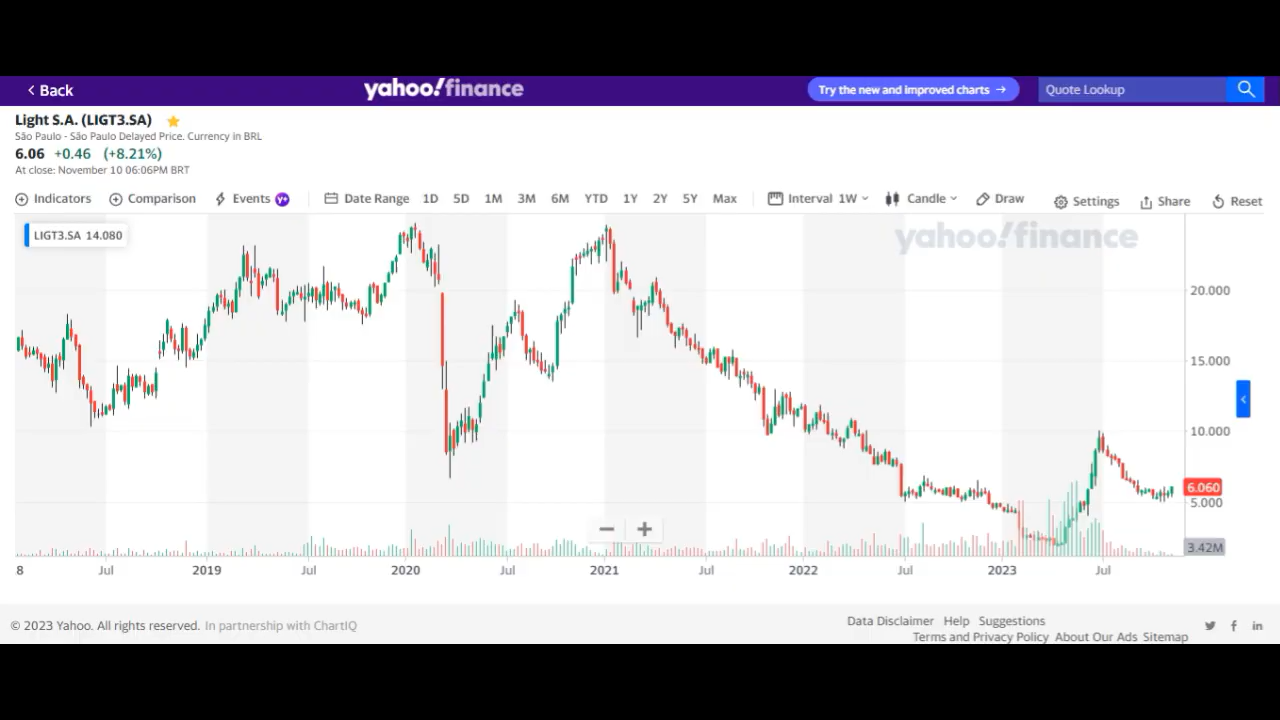 Back
yahoo!finance
Try the new and improved charts →
Quote Lookup
Light S.A. (LIGT3.SA)
São Paulo - São Paulo Delayed Price. Currency in BRL
6.06 +0.46 (+8.21%)
At close: November 10 06:06PM BRT
Indicators Comparison Events Y+ Date Range 1D 5D 1M 3M 6M YTD 1Y 2Y 5Y Max Interval 1W Candle Draw Settings Share Reset
LIGT3.SA 14.080
yahoo!finance
20.000
15.000
10.000
6.060
5.000
3.42M
8 Jul 2019 Jul 2020 Jul 2021 Jul 2022 Jul 2023 Jul
© 2023 Yahoo. All rights reserved. In partnership with ChartIQ
Data Disclaimer Help Suggestions
Terms and Privacy Policy About Our Ads Sitemap